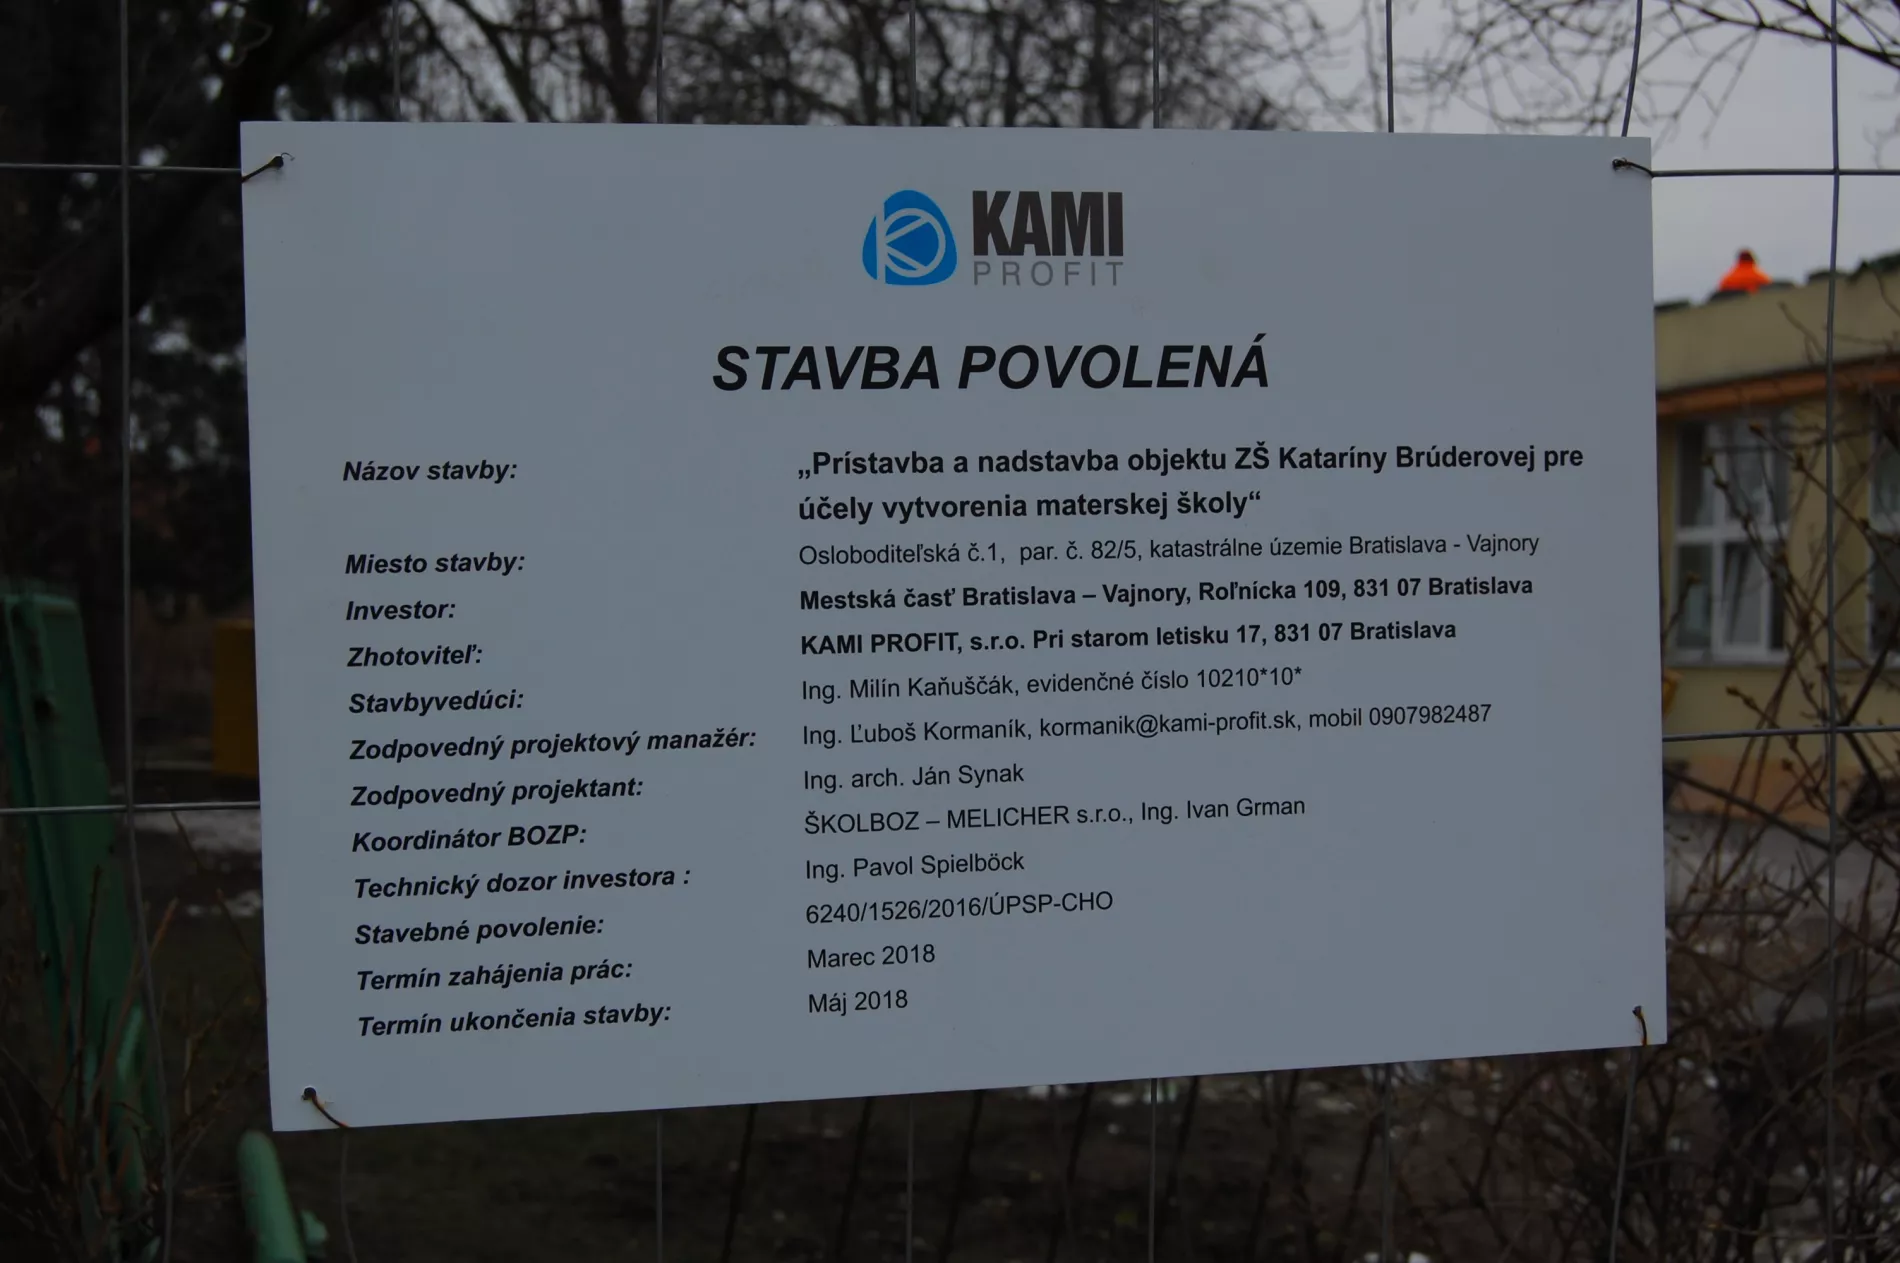 KAMI
PROFIT
STAVBA POVOLENÁ
Názov stavby: „Prístavba a nadstavba objektu ZŠ Kataríny Brúderovej pre
účely vytvorenia materskej školy“
Miesto stavby: Osloboditeľská č.1, par. č. 82/5, katastrálne územie Bratislava - Vajnory
Investor: Mestská časť Bratislava – Vajnory, Roľnícka 109, 831 07 Bratislava
Zhotoviteľ: KAMI PROFIT, s.r.o. Pri starom letisku 17, 831 07 Bratislava
Stavbyvedúci: Ing. Milín Kaňuščák, evidenčné číslo 10210*10*
Zodpovedný projektový manažér: Ing. Ľuboš Kormaník, kormanik@kami-profit.sk, mobil 0907982487
Zodpovedný projektant: Ing. arch. Ján Synak
Koordinátor BOZP: ŠKOLBOZ – MELICHER s.r.o., Ing. Ivan Grman
Technický dozor investora : Ing. Pavol Spielböck
Stavebné povolenie: 6240/1526/2016/ÚPSP-CHO
Termín zahájenia prác: Marec 2018
Termín ukončenia stavby: Máj 2018